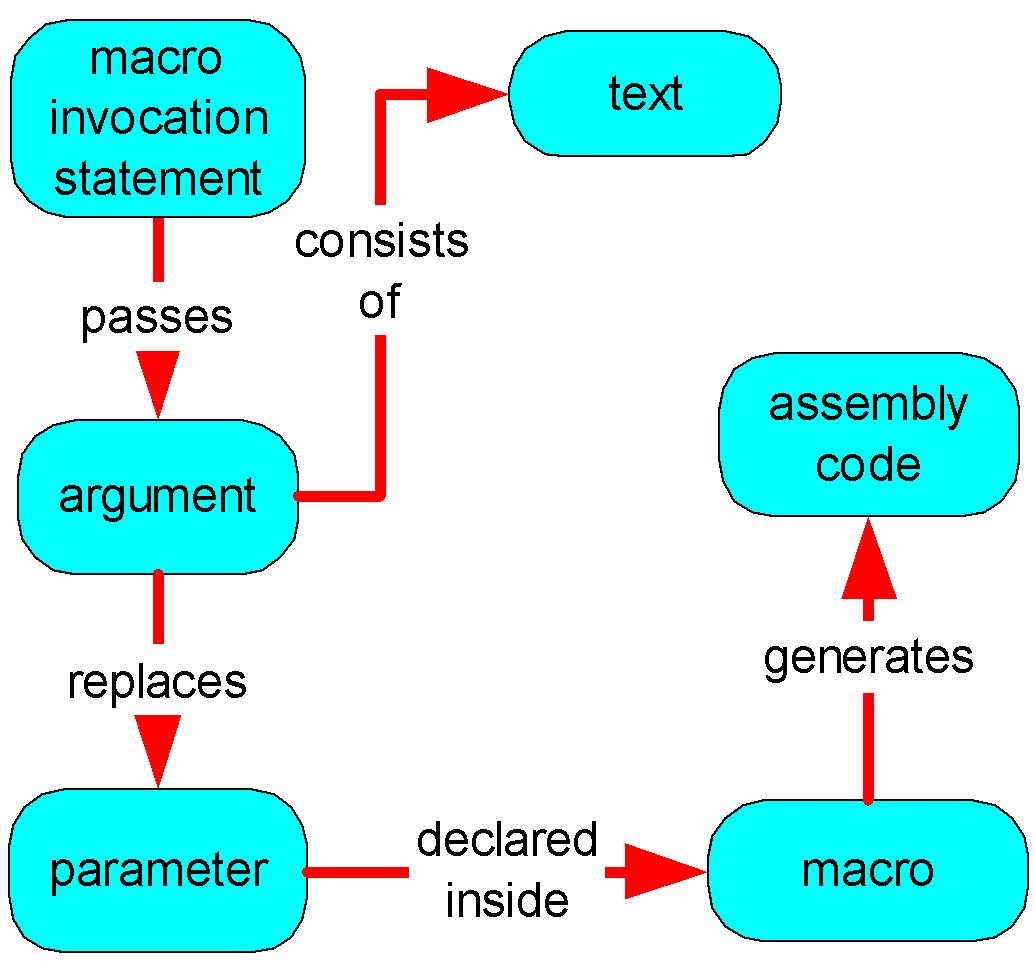 macro
invocation
statement
text
consists
of
passes
argument
assembly
code
replaces
generates
parameter
declared
inside
macro